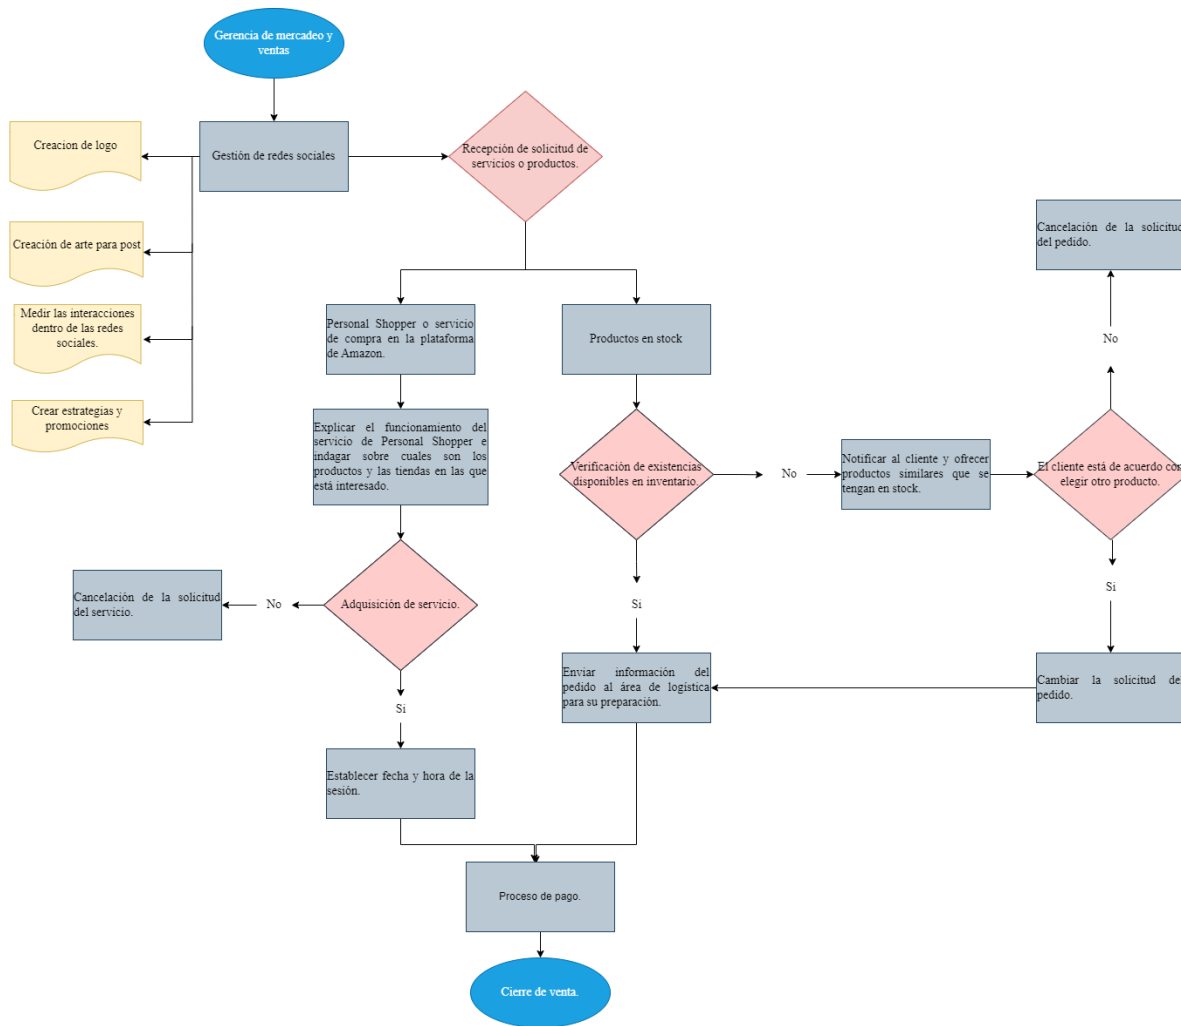 Gerencia de mercadeo y
ventas
Creacion de logo
Gestión de redes sociales
Recepción de solicitud de
servicios o productos.
Creación de arte para post
Medir las interacciones
dentro de las redes
sociales.
Crear estrategias y
promociones
Cancelación de la solicitud
del pedido.
No
Personal Shopper o servicio
de compra en la plataforma
de Amazon.
Productos en stock
Explicar el funcionamiento del
servicio de Personal Shopper e
indagar sobre cuales son los
productos y las tiendas en las que
está interesado.
Verificación de existencias
disponibles en inventario.
No
Notificar al cliente y ofrecer
productos similares que se
tengan en stock.
El cliente está de acuerdo con
elegir otro producto.
Cancelación de la solicitud
del servicio.
No
Adquisición de servicio.
Si
Si
Enviar información del
pedido al área de logística
para su preparación.
Cambiar la solicitud del
pedido.
Si
Establecer fecha y hora de la
sesión.
Proceso de pago.
Cierre de venta.